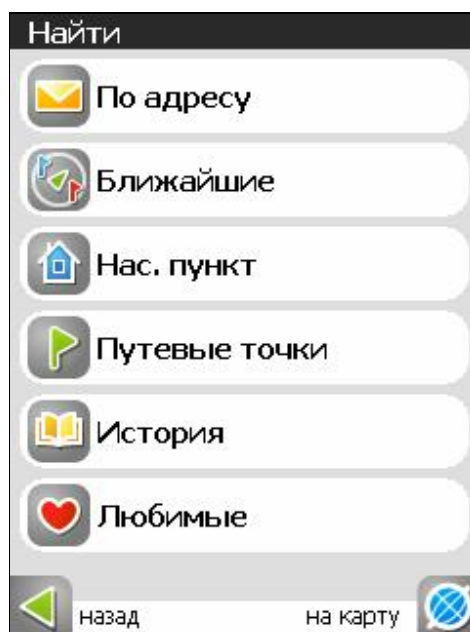 Найти
По адресу
Ближайшие
Нас. пункт
Путевые точки
История
Любимые
назад на карту